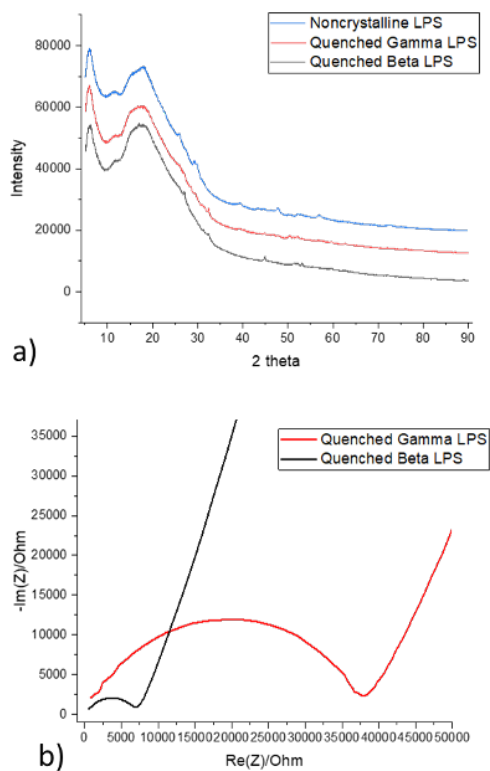 Noncrystalline LPS
Quenched Gamma LPS
Quenched Beta LPS
80000
60000
40000
20000
0
Intensity
10 20 30 40 50 60 70 80 90
2 theta
a)
Quenched Gamma LPS
Quenched Beta LPS
35000
30000
25000
20000
15000
10000
5000
0
-Im(Z)/Ohm
0 5000 10000 15000 20000 25000 30000 35000 40000 45000 50000
Re(Z)/Ohm
b)